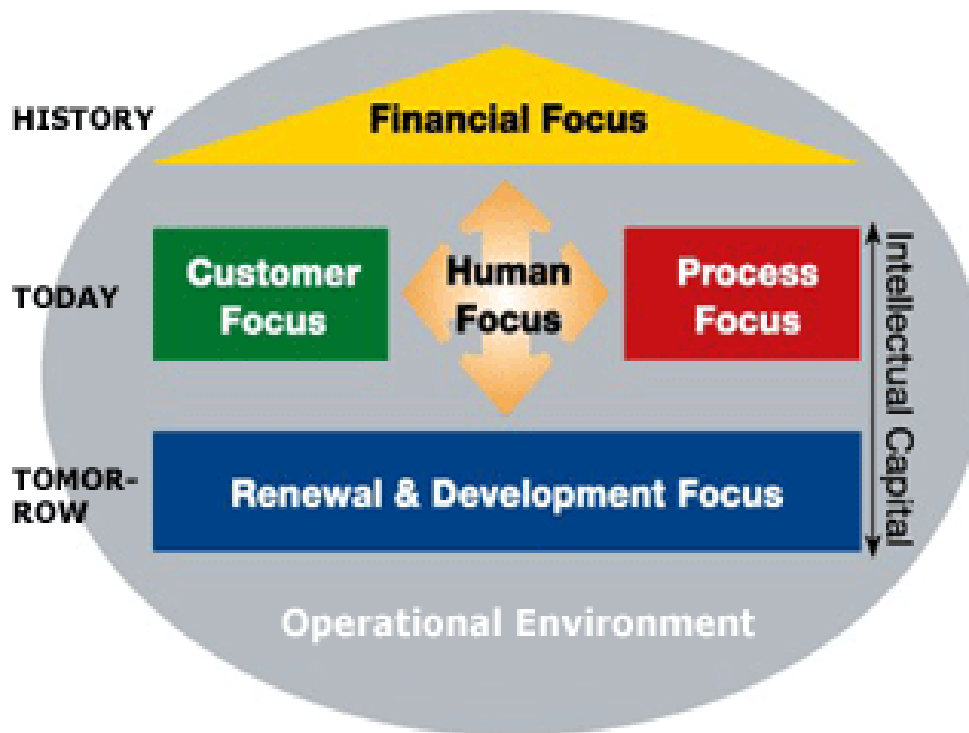 HISTORY
Financial Focus
TODAY
Customer
Focus
Human
Focus
Process
Focus
Intellectual Capital
TOMOR-
ROW
Renewal & Development Focus
Operational Environment